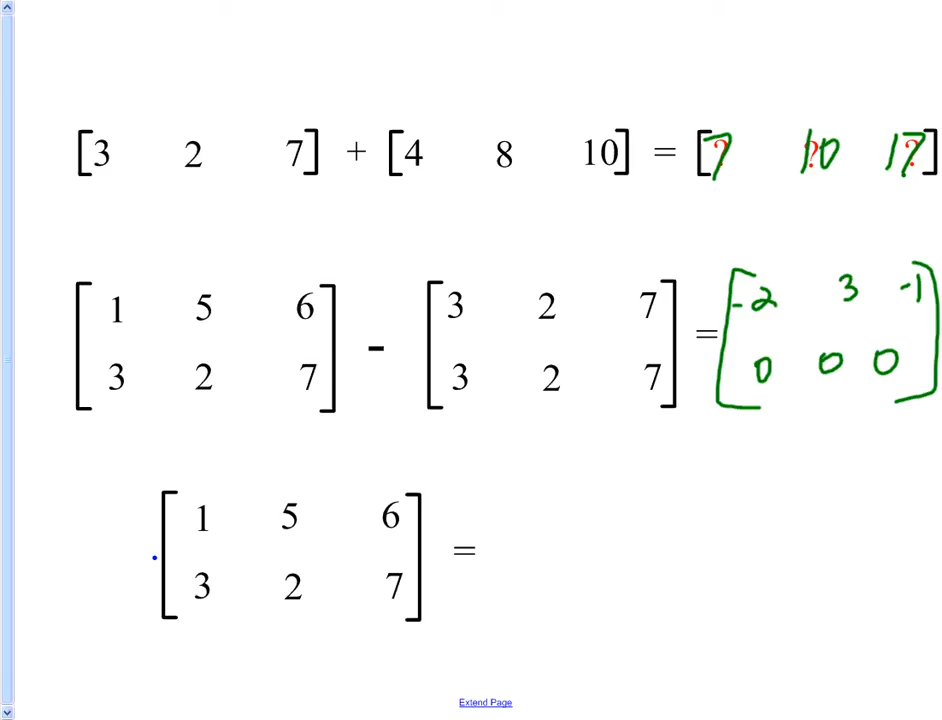 [3 2 7] + [4 8 10] = [7 10 17]
[1 5 6 - [3 2 7 = [-2 3 -1
3 2 7] 3 2 7] 0 0 0]
·[1 5 6 =
3 2 7]
Extend Page